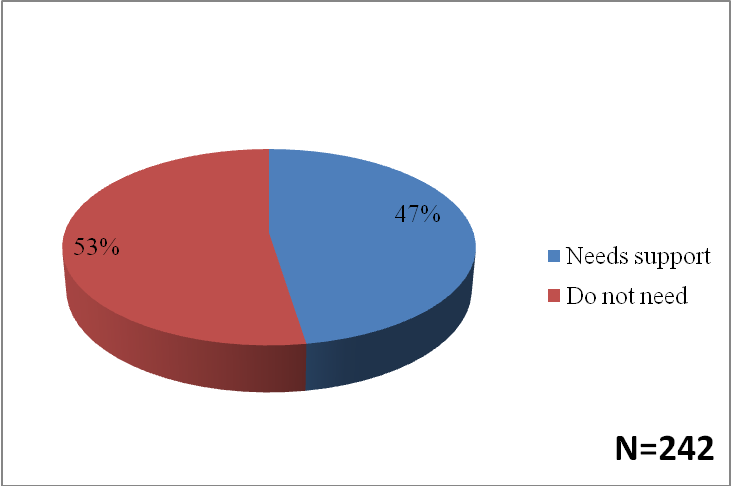 47%
53%
Needs support
Do not need
N=242